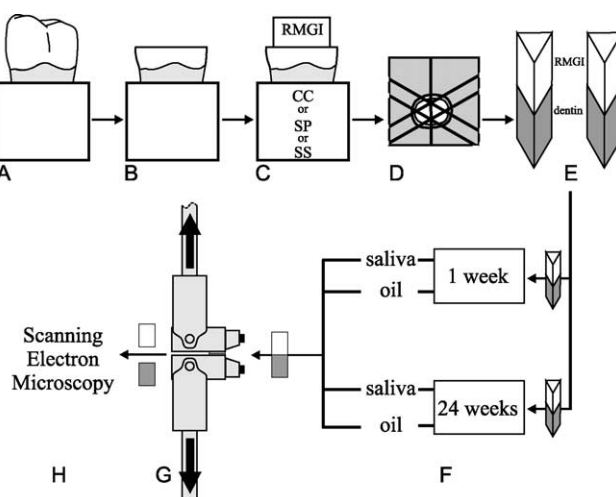 RMGI
CC
or
SP
or
SS
RMGI
dentin
A
B
C
D
E
saliva
oil
1 week
saliva
oil
24 weeks
Scanning
Electron
Microscopy
H
G
F